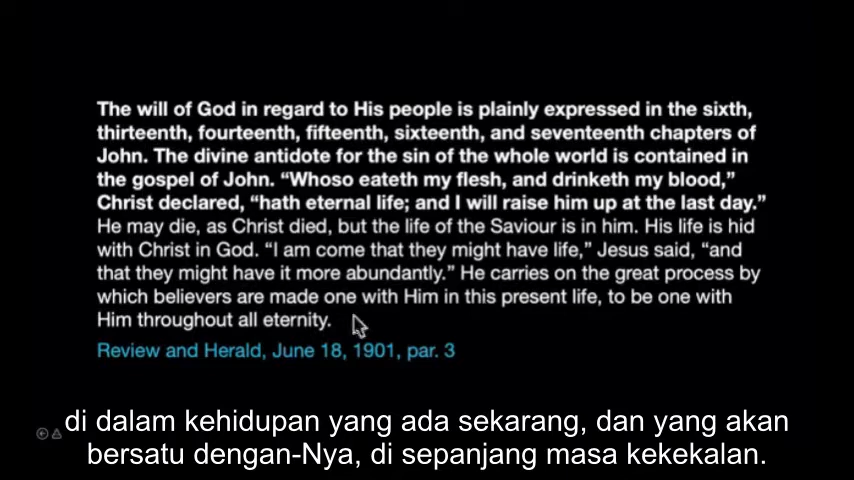 The will of God in regard to His people is plainly expressed in the sixth,
thirteenth, fourteenth, fifteenth, sixteenth, and seventeenth chapters of
John. The divine antidote for the sin of the whole world is contained in
the gospel of John. “Whoso eateth my flesh, and drinketh my blood,”
Christ declared, “hath eternal life; and I will raise him up at the last day.”
He may die, as Christ died, but the life of the Saviour is in him. His life is hid
with Christ in God. “I am come that they might have life,” Jesus said, “and
that they might have it more abundantly.” He carries on the great process by
which believers are made one with Him in this present life, to be one with
Him throughout all eternity.
Review and Herald, June 18, 1901, par. 3
di dalam kehidupan yang ada sekarang, dan yang akan
bersatu dengan-Nya, di sepanjang masa kekekalan.